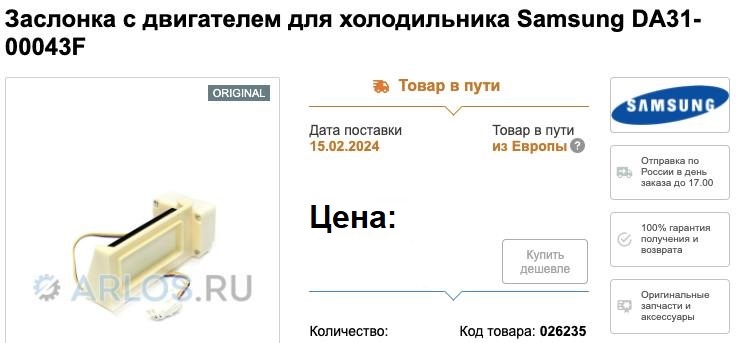 Заслонка с двигателем для холодильника Samsung DA31-
00043F
ORIGINAL
ARLOS.RU
Товар в пути
Дата поставки
15.02.2024
Товар в пути
из Европы ?
Цена:
Купить
дешевле
Количество:
Код товара: 026235
SAMSUNG
Отправка по
России в день
заказа до 17.00
100% гарантия
получения и
возврата
Оригинальные
запчасти и
аксессуары